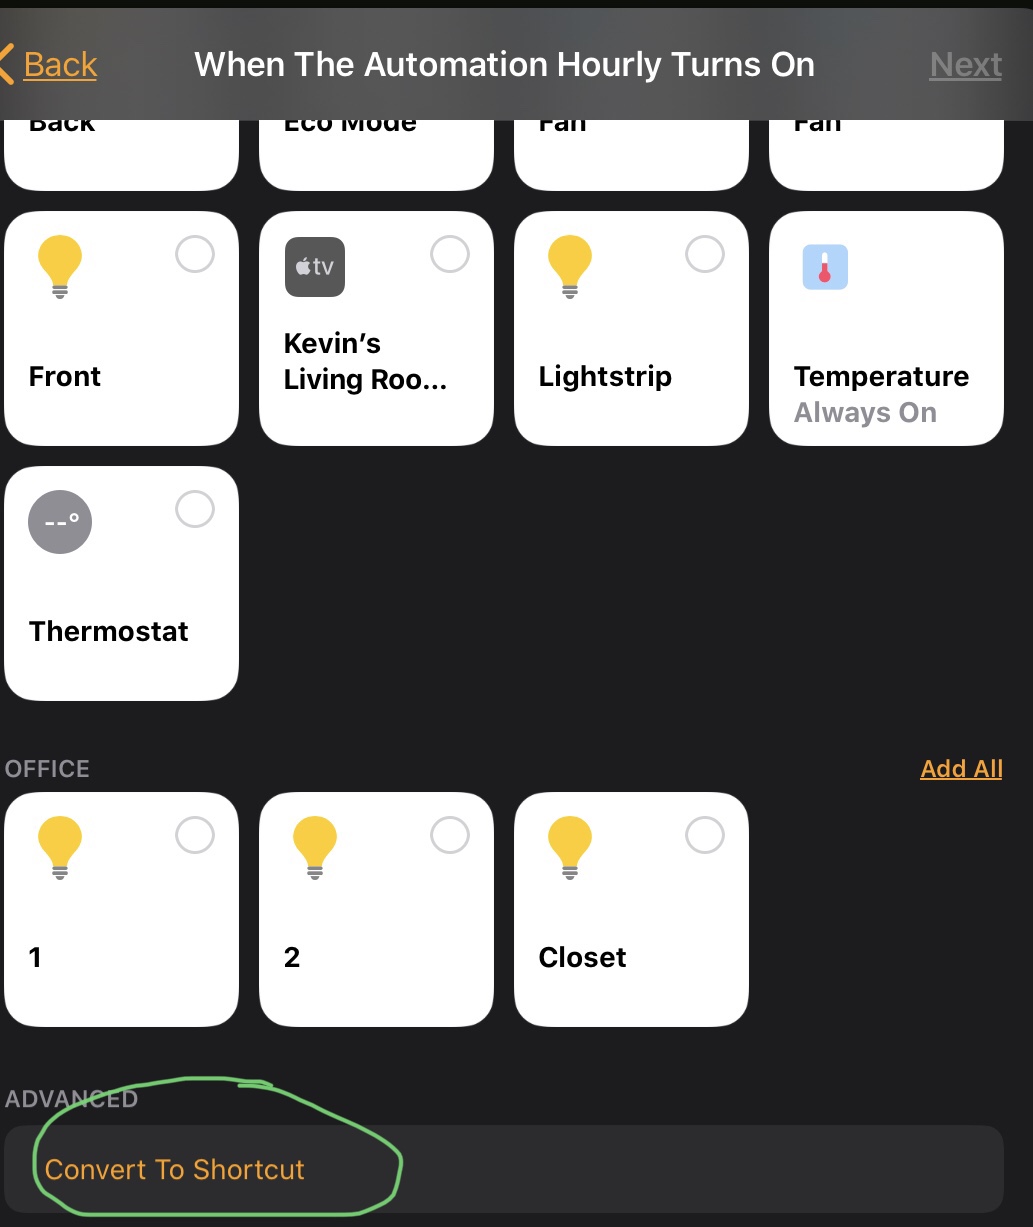 Back
When The Automation Hourly Turns On
Next
Back
Eco Mode
Fan
Fan
tv
Front
Kevin's
Living Roo...
Lightstrip
Temperature
Always On
--°
Thermostat
OFFICE
Add All
1
2
Closet
ADVANCED
Convert To Shortcut